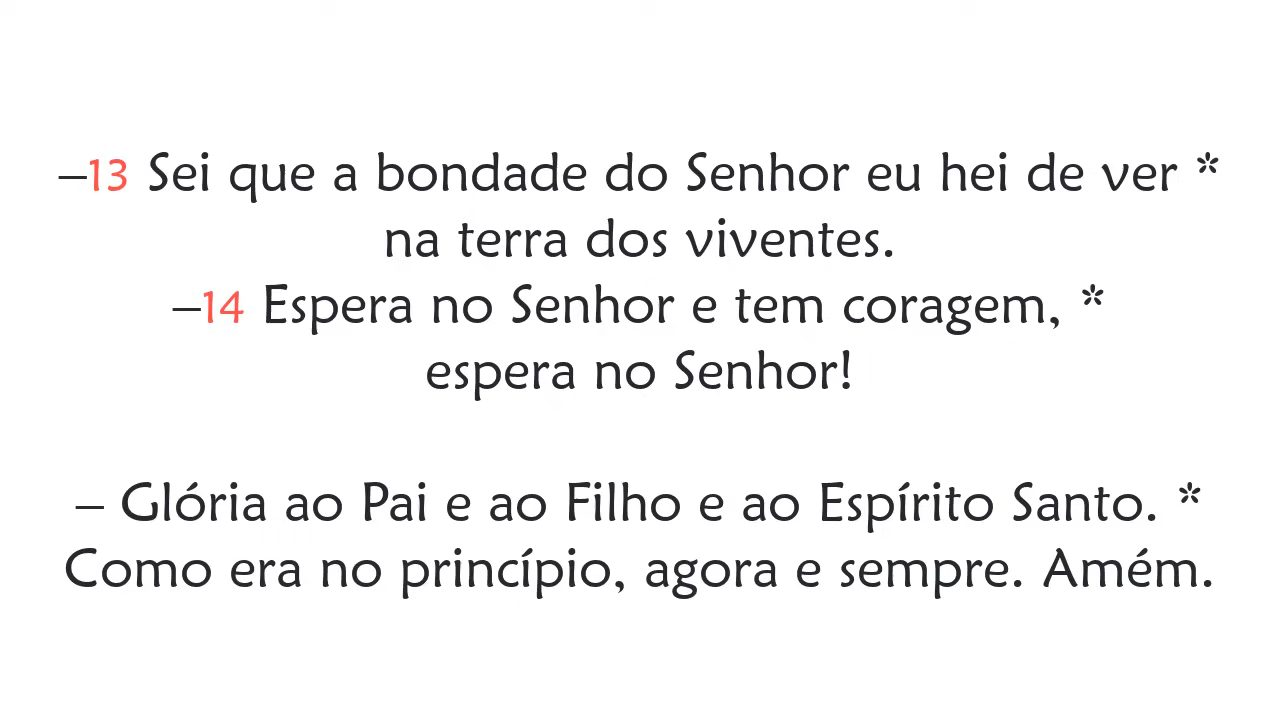 –13 Sei que a bondade do Senhor eu hei de ver *
na terra dos viventes.
–14 Espera no Senhor e tem coragem, *
espera no Senhor!
– Glória ao Pai e ao Filho e ao Espírito Santo. *
Como era no princípio, agora e sempre. Amém.